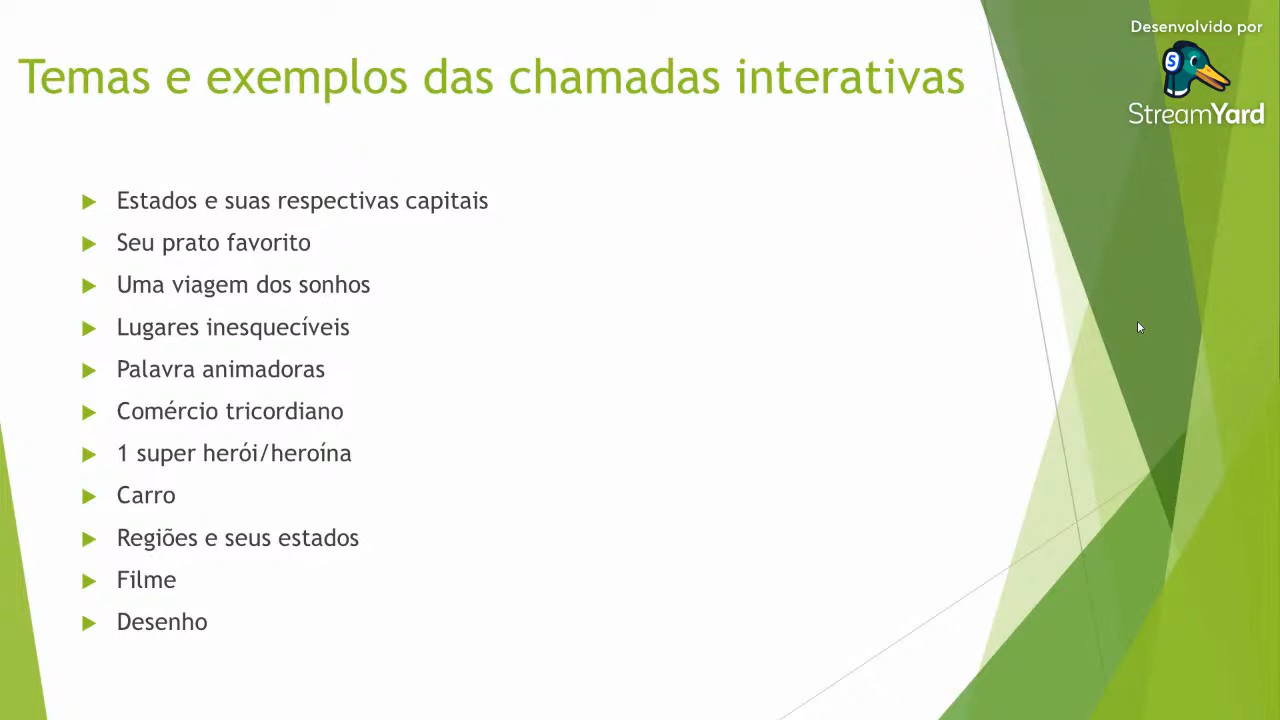 Desenvolvido por
StreamYard
Temas e exemplos das chamadas interativas
Estados e suas respectivas capitais
Seu prato favorito
Uma viagem dos sonhos
Lugares inesquecíveis
Palavra animadoras
Comércio tricordiano
1 super herói/heroína
Carro
Regiões e seus estados
Filme
Desenho